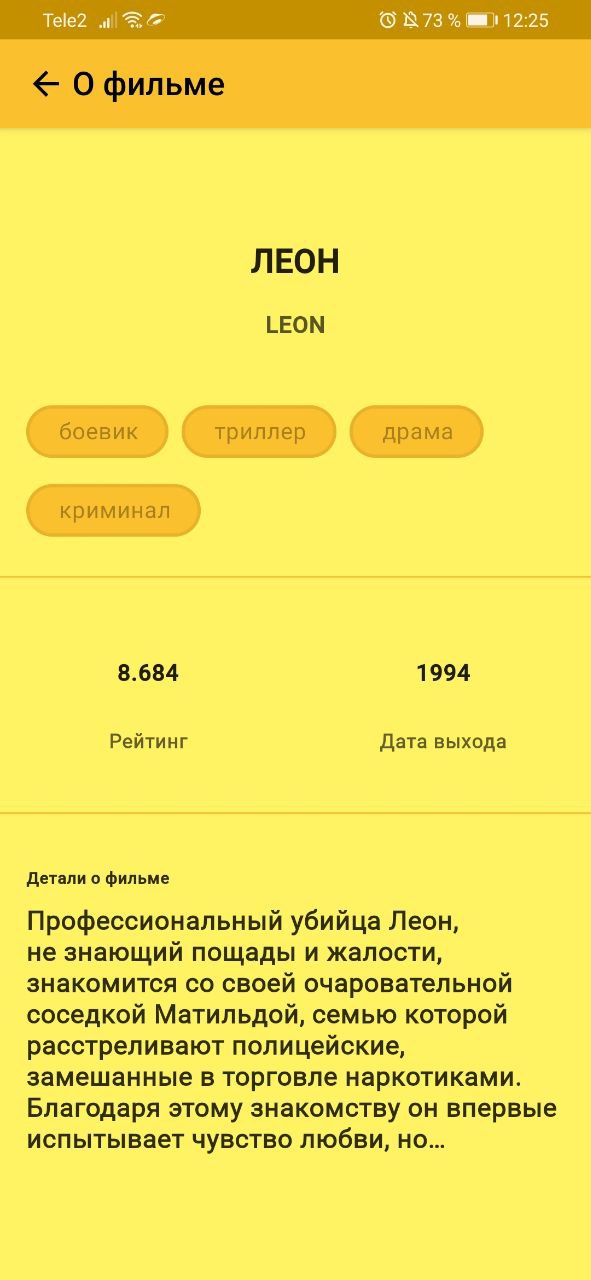 Tele2 73 % 12:25
О фильме
ЛЕОН
LEON
боевик триллер драма
криминал
8.684 1994
Рейтинг Дата выхода
Детали о фильме
Профессиональный убийца Леон,
не знающий пощады и жалости,
знакомится со своей очаровательной
соседкой Матильдой, семью которой
расстреливают полицейские,
замешанные в торговле наркотиками.
Благодаря этому знакомству он впервые
испытывает чувство любви, но…